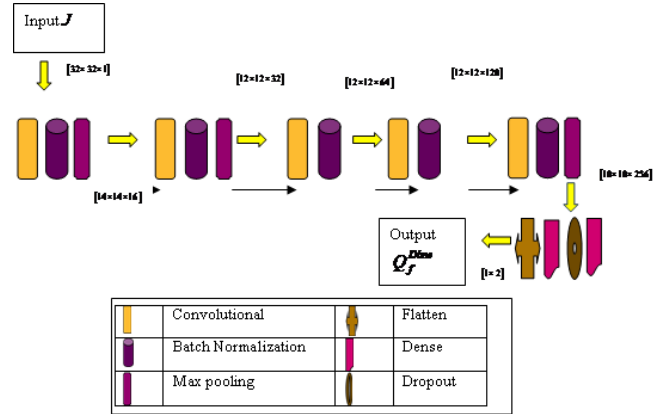 Input J
[32×32×1]
[12×12×32]
[12×12×64]
[12×12×128]
[14×14×16]
[10×10×256]
Output
Q_f^Dino
[1×2]
Convolutional
Flatten
Batch Normalization
Dense
Max pooling
Dropout